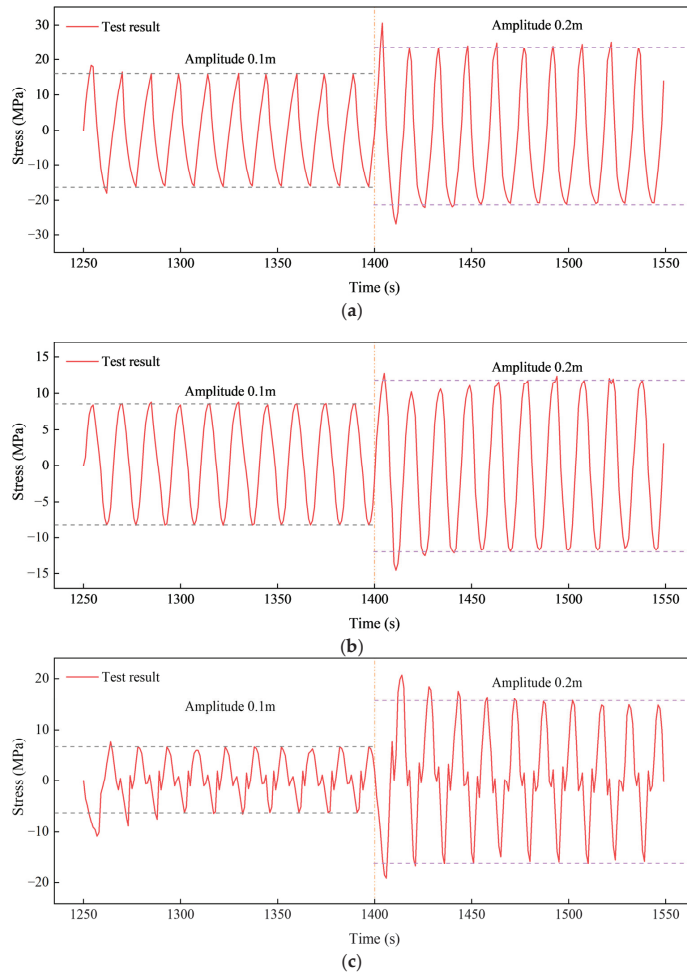 30
20
10
0
−10
−20
−30
Stress (MPa)
Test result
Amplitude 0.1m
Amplitude 0.2m
1250 1300 1350 1400 1450 1500 1550
Time (s)
(a)
15
10
5
0
−5
−10
−15
Stress (MPa)
Test result
Amplitude 0.1m
Amplitude 0.2m
1250 1300 1350 1400 1450 1500 1550
Time (s)
(b)
20
10
0
−10
−20
Stress (MPa)
Test result
Amplitude 0.1m
Amplitude 0.2m
1250 1300 1350 1400 1450 1500 1550
Time (s)
(c)